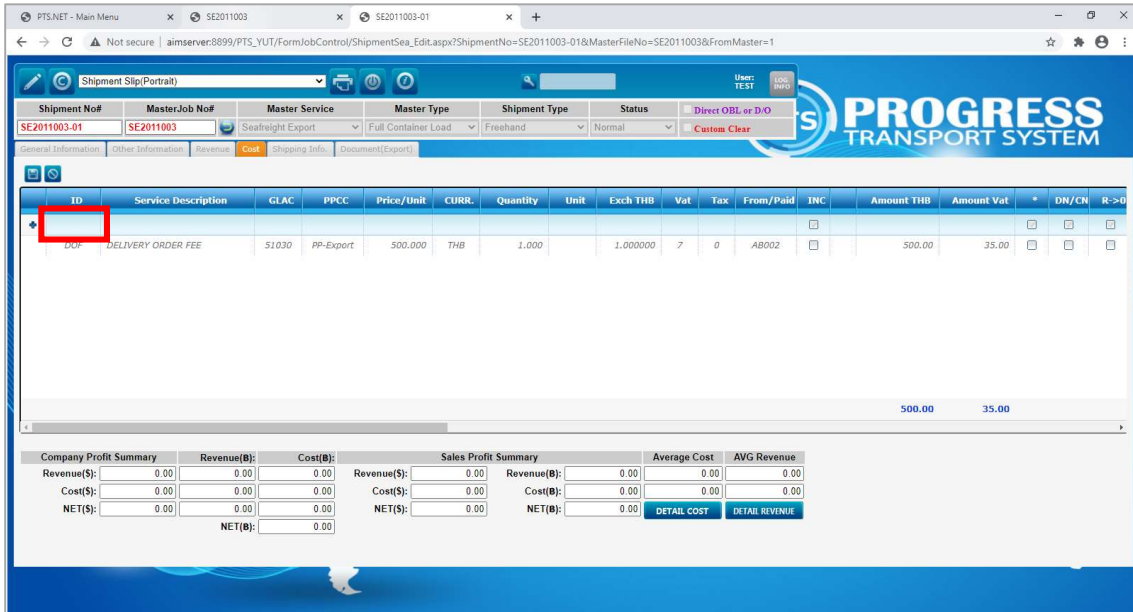 PTS.NET - Main Menu SE2011003 SE2011003-01
Not secure | aimserver:8899/PTS_YUT/FormJobControl/ShipmentSea_Edit.aspx?ShipmentNo=SE2011003-01&MasterFileNo=SE2011003&FromMaster=1
Shipment Slip(Portrait) User: TEST LOG INFO
Shipment No# MasterJob No# Master Service Master Type Shipment Type Status Direct OBL or D/O
SE2011003-01 SE2011003 Seafreight Export Full Container Load Freehand Normal Custom Clear
PROGRESS
TRANSPORT SYSTEM
General Information Other Information Revenue Cost Shipping Info. Document(Export)
ID Service Description GLAC PPCC Price/Unit CURR. Quantity Unit Exch THB Vat Tax From/Paid INC Amount THB Amount Vat * DN/CN R->0
DOF DELIVERY ORDER FEE 51030 PP-Export 500.000 THB 1.000 1.000000 7 0 AB002 500.00 35.00
500.00 35.00
Company Profit Summary Revenue(B): Cost(B): Sales Profit Summary Average Cost AVG Revenue
Revenue($): 0.00 0.00 0.00 Revenue($): 0.00 Revenue(B): 0.00 0.00 0.00
Cost($): 0.00 0.00 0.00 Cost($): 0.00 Cost(B): 0.00 0.00 0.00
NET($): 0.00 0.00 0.00 NET($): 0.00 NET(B): 0.00 DETAIL COST DETAIL REVENUE
NET(B): 0.00